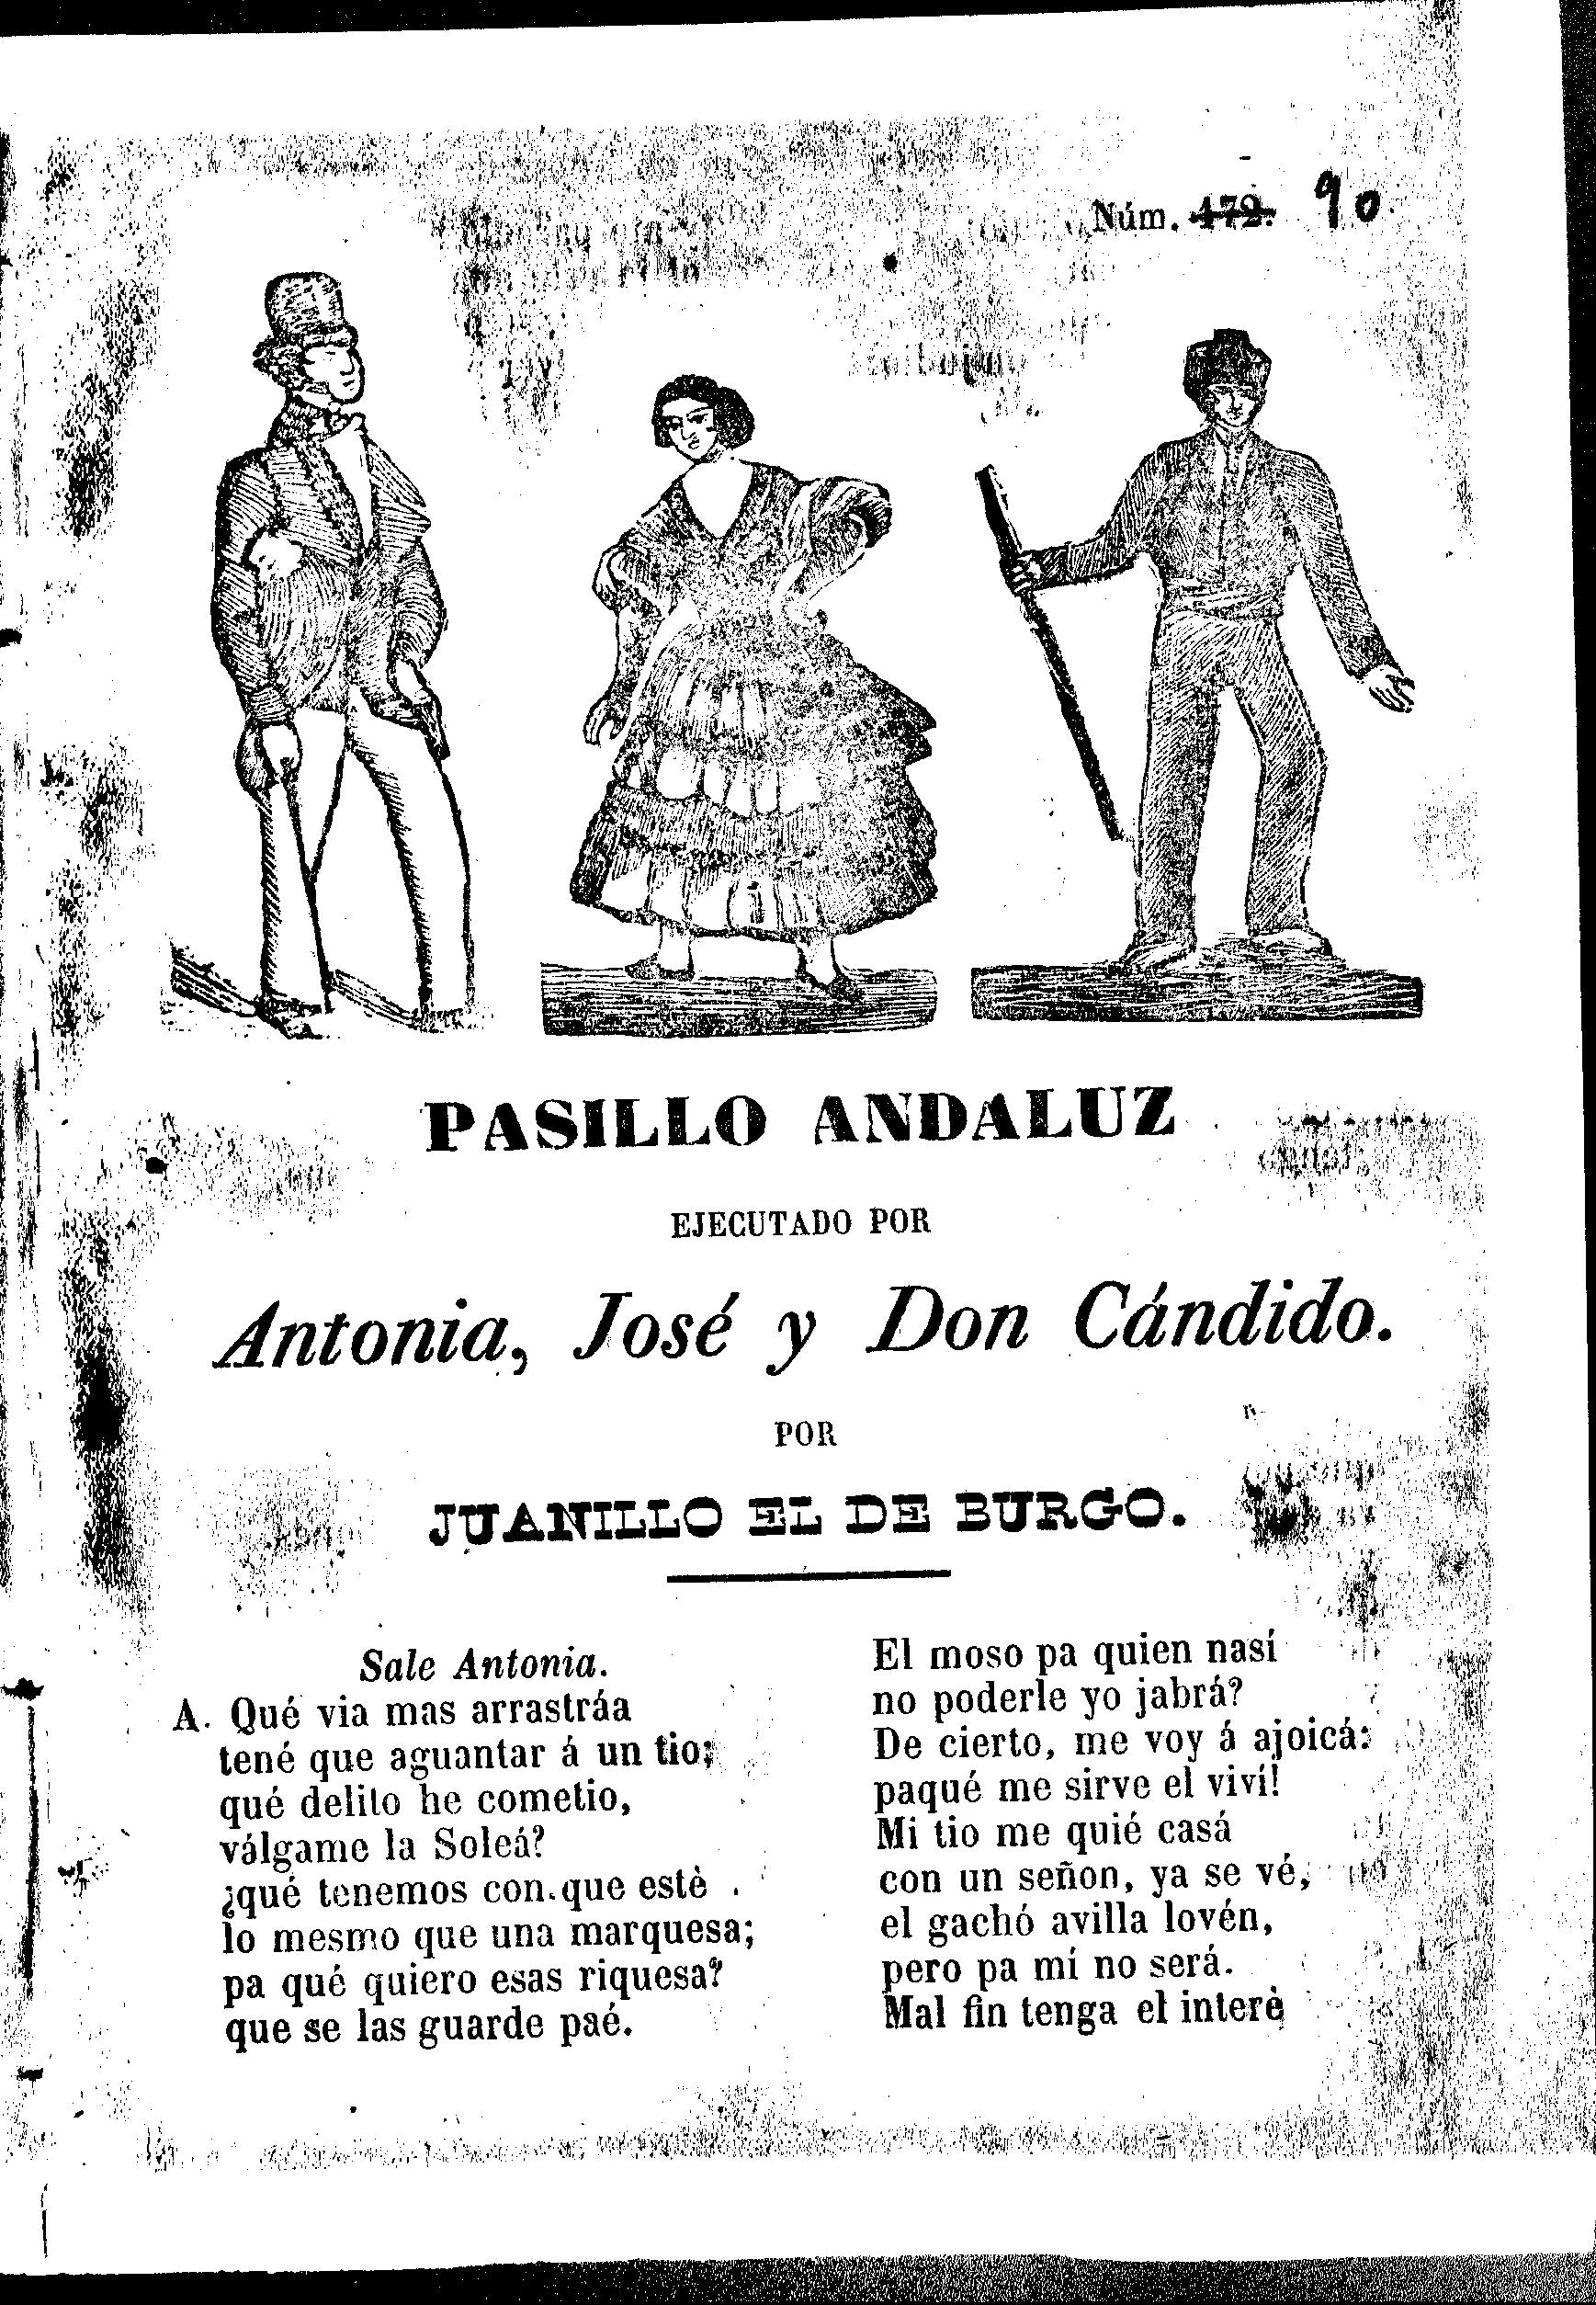 Núm. 172. 90
PASILLO ANDALUZ
EJECUTADO POR
Antonia, José y Don Cándido.
POR
JUANILLO EL DE BURGO.
Sale Antonia.
A. Qué via mas arrastráa
tené que aguantar á un tio;
qué delito he cometio,
válgame la Soleá?
¿qué tenemos con.que estè
lo mesmo que una marquesa;
pa qué quiero esas riquesa?
que se las guarde paé.
El moso pa quien nasí
no poderle yo jabrá?
De cierto, me voy á ajoicá:
paqué me sirve el viví!
Mi tio me quié casá
con un señon, ya se vé,
el gachó avilla lovén,
pero pa mí no será.
Mal fin tenga el interè